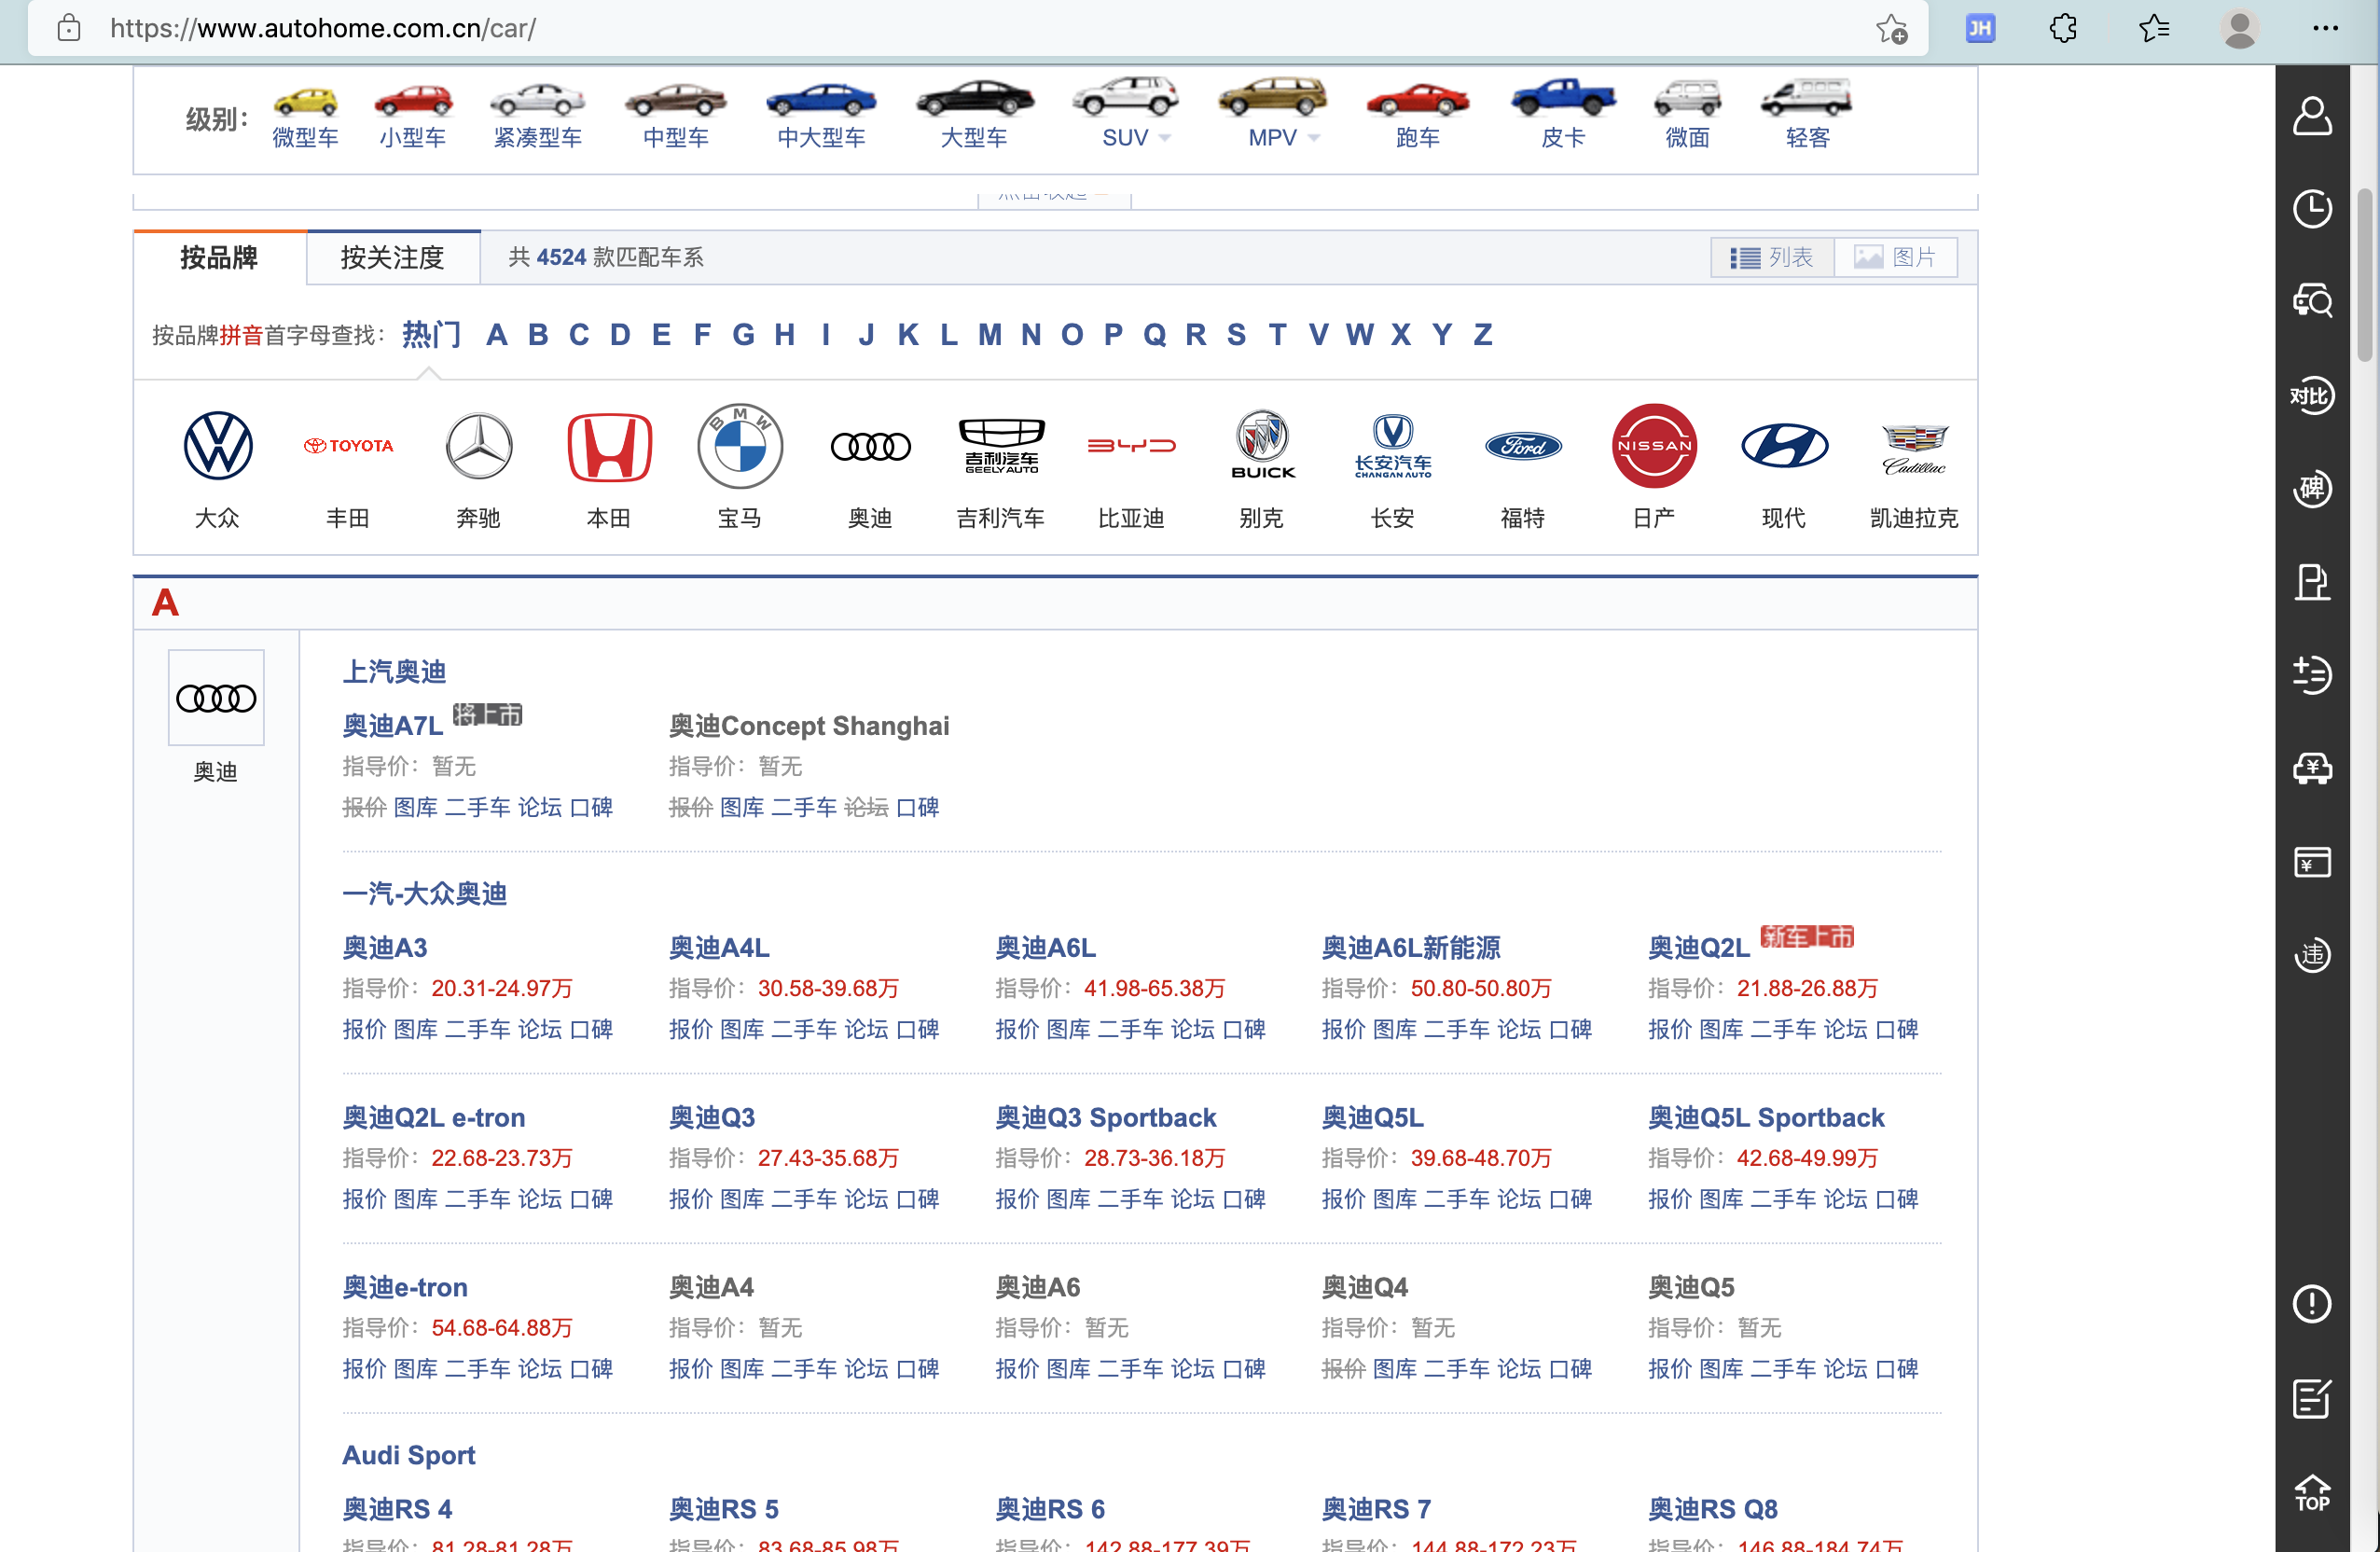 https://www.autohome.com.cn/car/
JH
级别： 微型车 小型车 紧凑型车 中型车 中大型车 大型车 SUV MPV 跑车 皮卡 微面 轻客
按品牌 按关注度 共 4524 款匹配车系 列表 图片
按品牌拼音首字母查找： 热门 A B C D E F G H I J K L M N O P Q R S T V W X Y Z
TOYOTA BMW 吉利汽车 GEELY AUTO BYD BUICK 长安汽车 CHANGAN AUTO Ford NISSAN Cadillac
大众 丰田 奔驰 本田 宝马 奥迪 吉利汽车 比亚迪 别克 长安 福特 日产 现代 凯迪拉克
A
奥迪
上汽奥迪
奥迪A7L 将上市 奥迪Concept Shanghai
指导价：暂无 指导价：暂无
报价 图库 二手车 论坛 口碑 报价 图库 二手车 论坛 口碑
一汽-大众奥迪
奥迪A3 奥迪A4L 奥迪A6L 奥迪A6L新能源 奥迪Q2L 新车上市
指导价：20.31-24.97万 指导价：30.58-39.68万 指导价：41.98-65.38万 指导价：50.80-50.80万 指导价：21.88-26.88万
报价 图库 二手车 论坛 口碑 报价 图库 二手车 论坛 口碑 报价 图库 二手车 论坛 口碑 报价 图库 二手车 论坛 口碑 报价 图库 二手车 论坛 口碑
奥迪Q2L e-tron 奥迪Q3 奥迪Q3 Sportback 奥迪Q5L 奥迪Q5L Sportback
指导价：22.68-23.73万 指导价：27.43-35.68万 指导价：28.73-36.18万 指导价：39.68-48.70万 指导价：42.68-49.99万
报价 图库 二手车 论坛 口碑 报价 图库 二手车 论坛 口碑 报价 图库 二手车 论坛 口碑 报价 图库 二手车 论坛 口碑 报价 图库 二手车 论坛 口碑
奥迪e-tron 奥迪A4 奥迪A6 奥迪Q4 奥迪Q5
指导价：54.68-64.88万 指导价：暂无 指导价：暂无 指导价：暂无 指导价：暂无
报价 图库 二手车 论坛 口碑 报价 图库 二手车 论坛 口碑 报价 图库 二手车 论坛 口碑 报价 图库 二手车 论坛 口碑 报价 图库 二手车 论坛 口碑
Audi Sport
奥迪RS 4 奥迪RS 5 奥迪RS 6 奥迪RS 7 奥迪RS Q8
指导价：81.28-81.28万 指导价：83.68-85.98万 指导价：142.88-177.39万 指导价：144.88-172.23万 指导价：146.88-184.74万
对比
碑
违
TOP